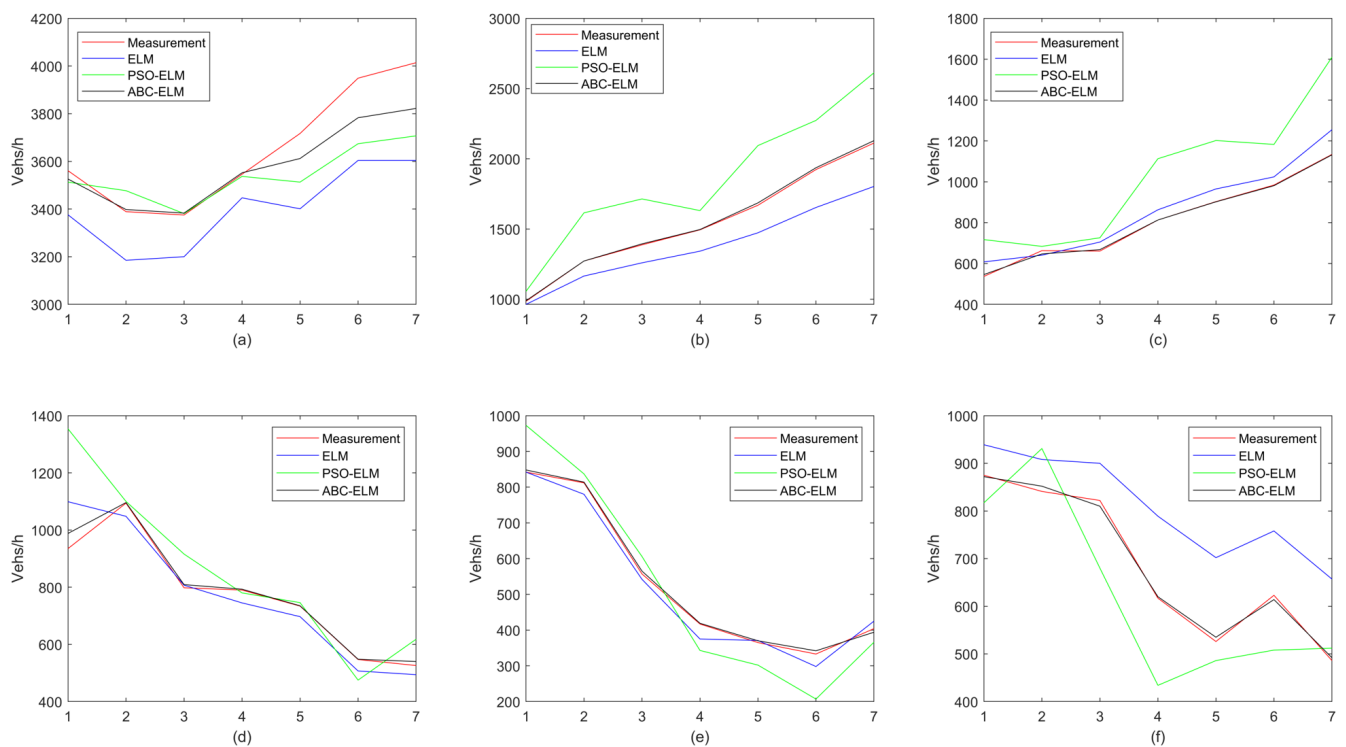 4200
4000
3800
3600
3400
3200
3000
Vehs/h
Measurement
ELM
PSO-ELM
ABC-ELM
1 2 3 4 5 6 7
(a)
3000
2500
2000
1500
1000
Vehs/h
Measurement
ELM
PSO-ELM
ABC-ELM
1 2 3 4 5 6 7
(b)
1800
1600
1400
1200
1000
800
600
400
Vehs/h
Measurement
ELM
PSO-ELM
ABC-ELM
1 2 3 4 5 6 7
(c)
1400
1200
1000
800
600
400
Vehs/h
Measurement
ELM
PSO-ELM
ABC-ELM
1 2 3 4 5 6 7
(d)
1000
900
800
700
600
500
400
300
200
Vehs/h
Measurement
ELM
PSO-ELM
ABC-ELM
1 2 3 4 5 6 7
(e)
1000
900
800
700
600
500
400
Vehs/h
Measurement
ELM
PSO-ELM
ABC-ELM
1 2 3 4 5 6 7
(f)